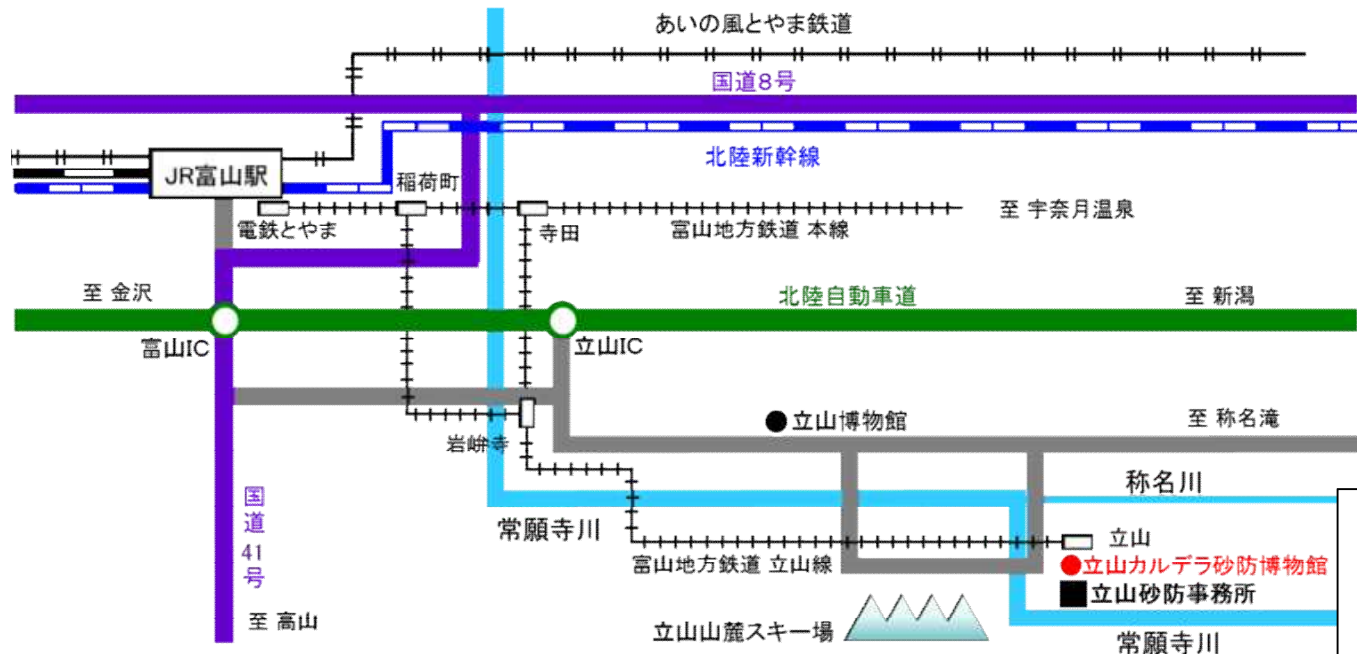 あいの風とやま鉄道
国道8号
北陸新幹線
JR富山駅
稲荷町
電鉄とやま
寺田
富山地方鉄道 本線
至 宇奈月温泉
至 金沢
北陸自動車道
至 新潟
富山IC
立山IC
立山博物館
至 称名滝
岩峅寺
称名川
国道41号
常願寺川
立山
富山地方鉄道 立山線
立山カルデラ砂防博物館
立山砂防事務所
至 高山
立山山麓スキー場
常願寺川